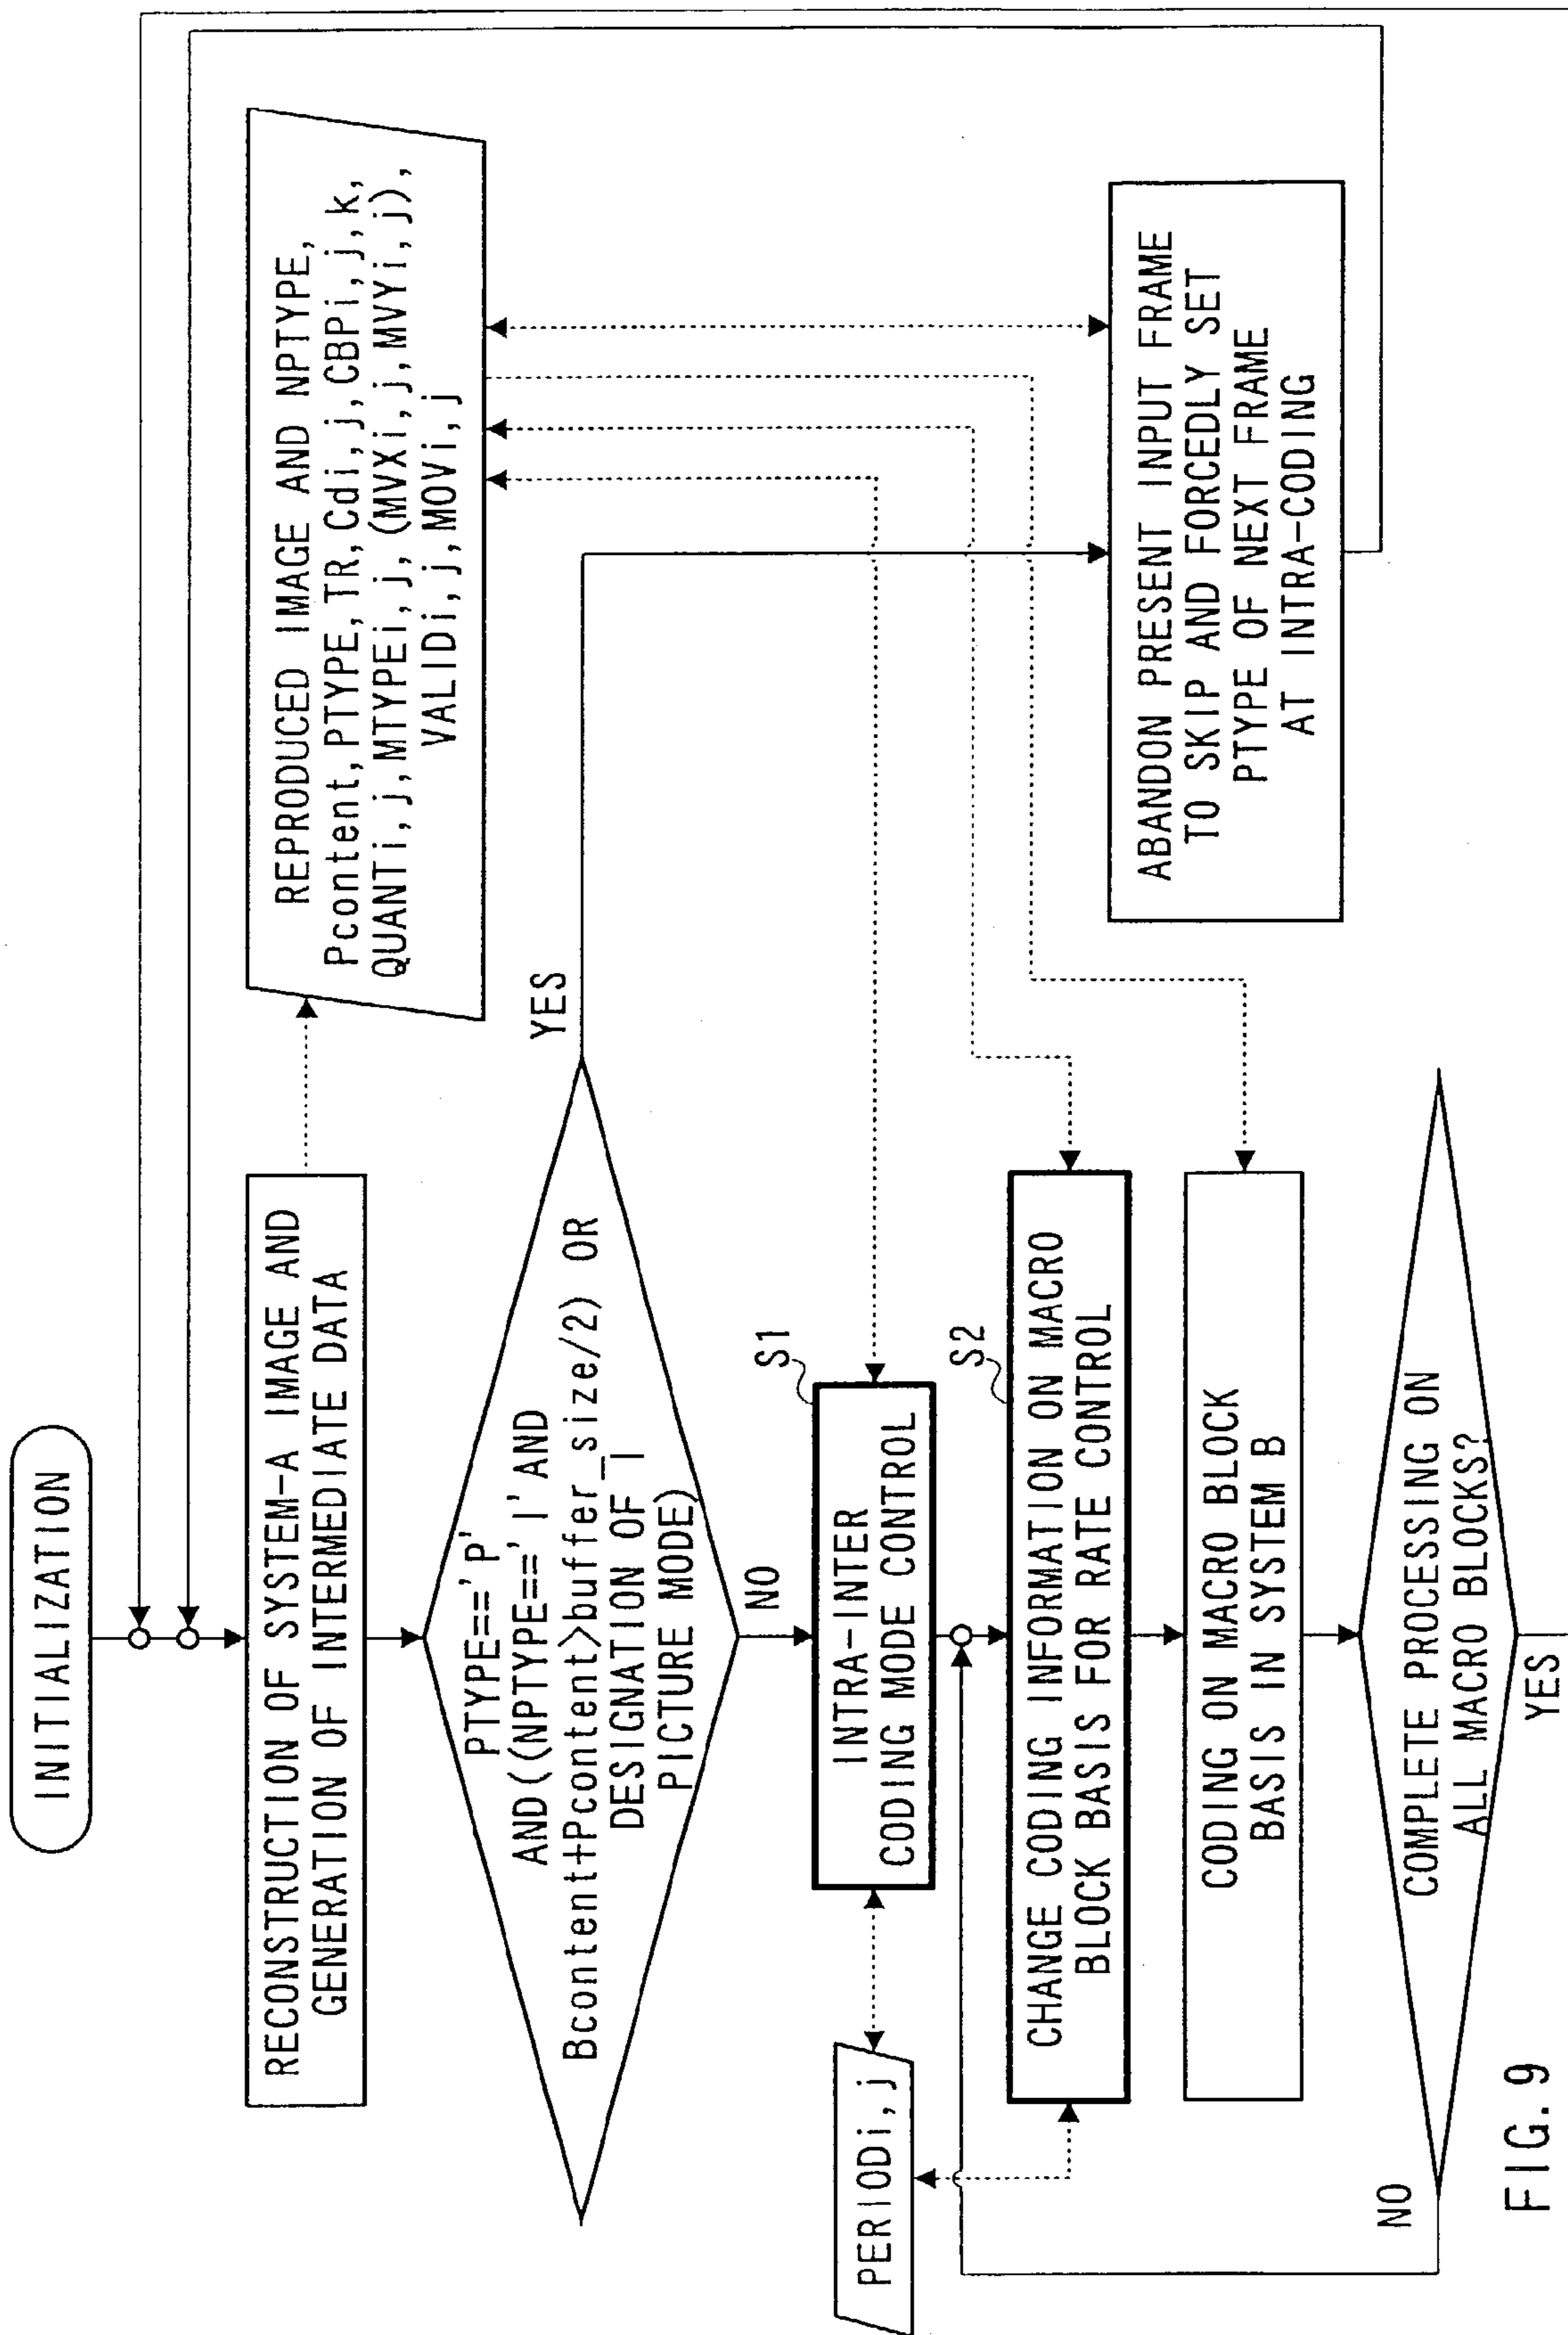 INITIALIZATION
RECONSTRUCTION OF SYSTEM-A IMAGE AND
GENERATION OF INTERMEDIATE DATA
REPRODUCED IMAGE AND NPTYPE,
Pcontent,PTYPE,TR,Cdi,j,CBPi,j,k,
QUANTi,j,MTYPEi,j,(MVXi,j,MVYi,j),
VALIDi,j,MOVi,j
PTYPE=='P'
AND((NPTYPE=='I'AND
Bcontent+Pcontent>buffer_size/2) OR
DESIGNATION OF I
PICTURE MODE)
YES
NO
S1
INTRA-INTER
CODING MODE CONTROL
PERIODi,j
S2
CHANGE CODING INFORMATION ON MACRO
BLOCK BASIS FOR RATE CONTROL
ABANDON PRESENT INPUT FRAME
TO SKIP AND FORCEDLY SET
PTYPE OF NEXT FRAME
AT INTRA-CODING
CODING ON MACRO BLOCK
BASIS IN SYSTEM B
COMPLETE PROCESSING ON
ALL MACRO BLOCKS?
NO
YES
FIG. 9